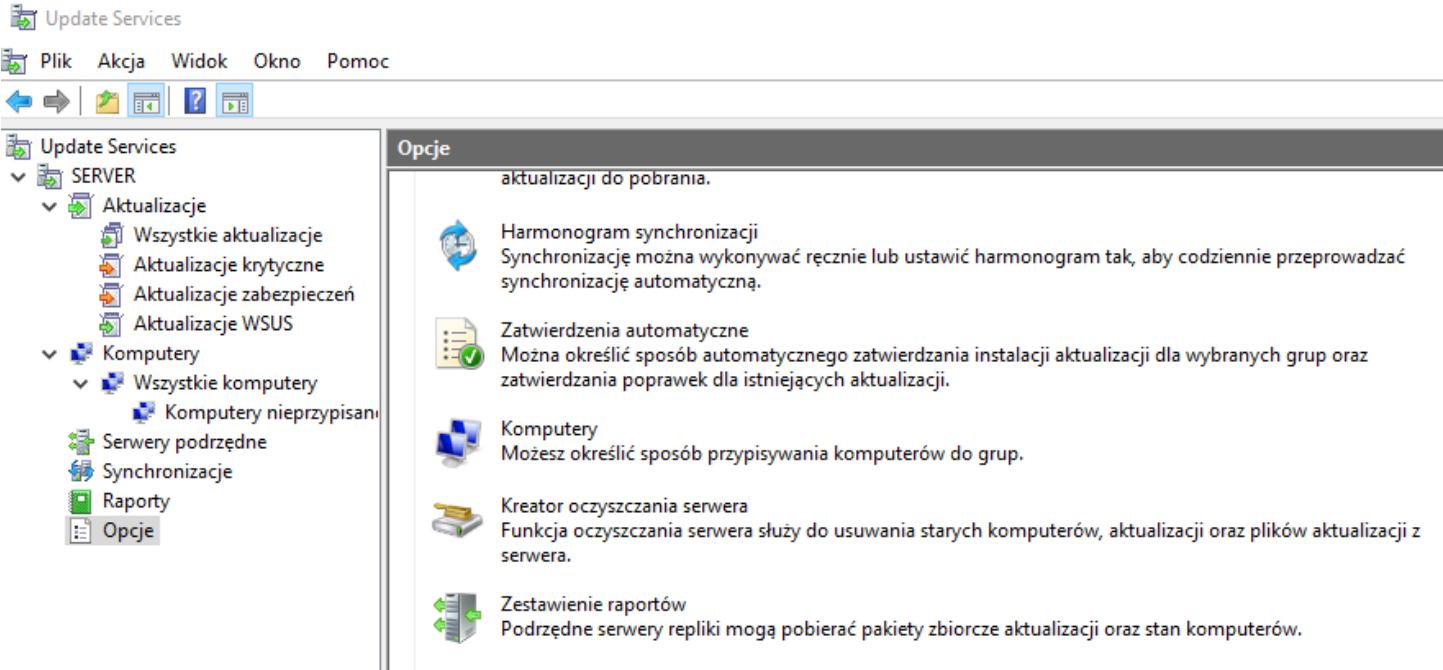 Update Services
Plik Akcja Widok Okno Pomoc
Update Services
SERVER
Aktualizacje
Wszystkie aktualizacje
Aktualizacje krytyczne
Aktualizacje zabezpieczeń
Aktualizacje WSUS
Komputery
Wszystkie komputery
Komputery nieprzypisan
Serwery podrzędne
Synchronizacje
Raporty
Opcje
Opcje
aktualizacji do pobrania.
Harmonogram synchronizacji
Synchronizację można wykonywać ręcznie lub ustawić harmonogram tak, aby codziennie przeprowadzać
synchronizację automatyczną.
Zatwierdzenia automatyczne
Można określić sposób automatycznego zatwierdzania instalacji aktualizacji dla wybranych grup oraz
zatwierdzania poprawek dla istniejących aktualizacji.
Komputery
Możesz określić sposób przypisywania komputerów do grup.
Kreator oczyszczania serwera
Funkcja oczyszczania serwera służy do usuwania starych komputerów, aktualizacji oraz plików aktualizacji z
serwera.
Zestawienie raportów
Podrzędne serwery repliki mogą pobierać pakiety zbiorcze aktualizacji oraz stan komputerów.